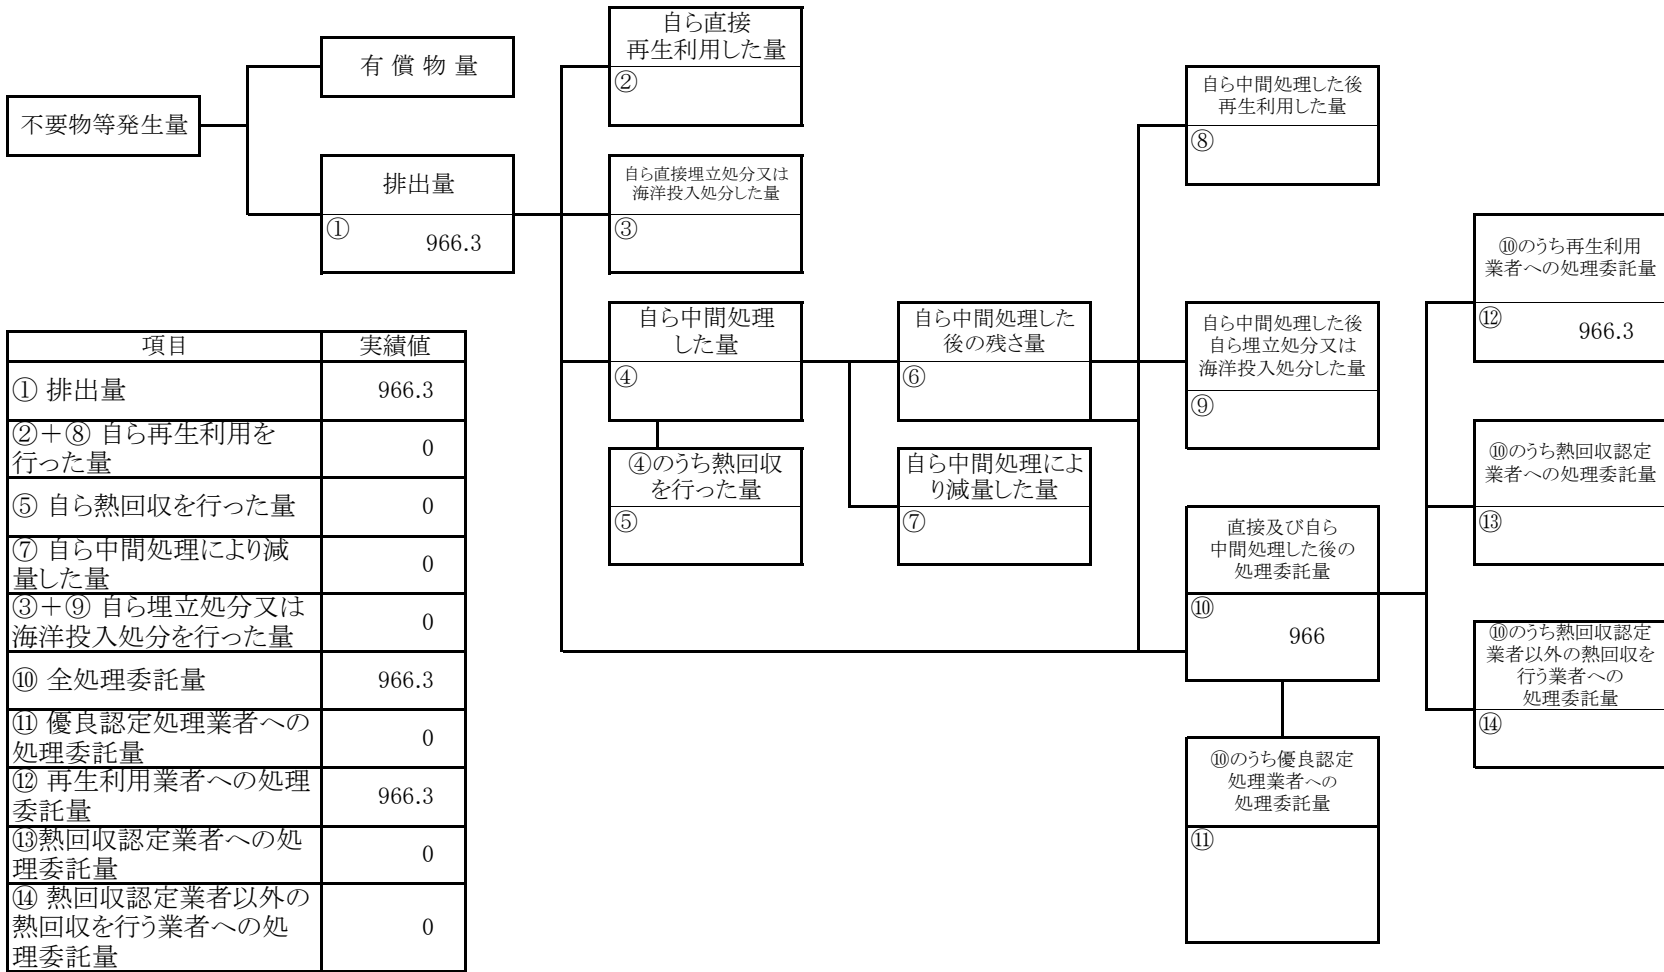 不要物等発生量
有 償 物 量
排出量
①
966.3
自ら直接
再生利用した量
②
自ら直接埋立処分又は
海洋投入処分した量
③
自ら中間処理
した量
④
④のうち熱回収
を行った量
⑤
自ら中間処理した
後の残さ量
⑥
自ら中間処理によ
り減量した量
⑦
自ら中間処理した後
再生利用した量
⑧
自ら中間処理した後
自ら埋立処分又は
海洋投入処分した量
⑨
直接及び自ら
中間処理した後の
処理委託量
⑩
966
⑩のうち優良認定
処理業者への
処理委託量
⑪
⑩のうち再生利用
業者への処理委託量
⑫
966.3
⑩のうち熱回収認定
業者への処理委託量
⑬
⑩のうち熱回収認定
業者以外の熱回収を
行う業者への
処理委託量
⑭
項目 実績値
① 排出量 966.3
②+⑧ 自ら再生利用を
行った量 0
⑤ 自ら熱回収を行った量 0
⑦ 自ら中間処理により減
量した量 0
③+⑨ 自ら埋立処分又は
海洋投入処分を行った量 0
⑩ 全処理委託量 966.3
⑪ 優良認定処理業者への
処理委託量 0
⑫ 再生利用業者への処理
委託量 966.3
⑬熱回収認定業者への処
理委託量 0
⑭ 熱回収認定業者以外の
熱回収を行う業者への処
理委託量 0